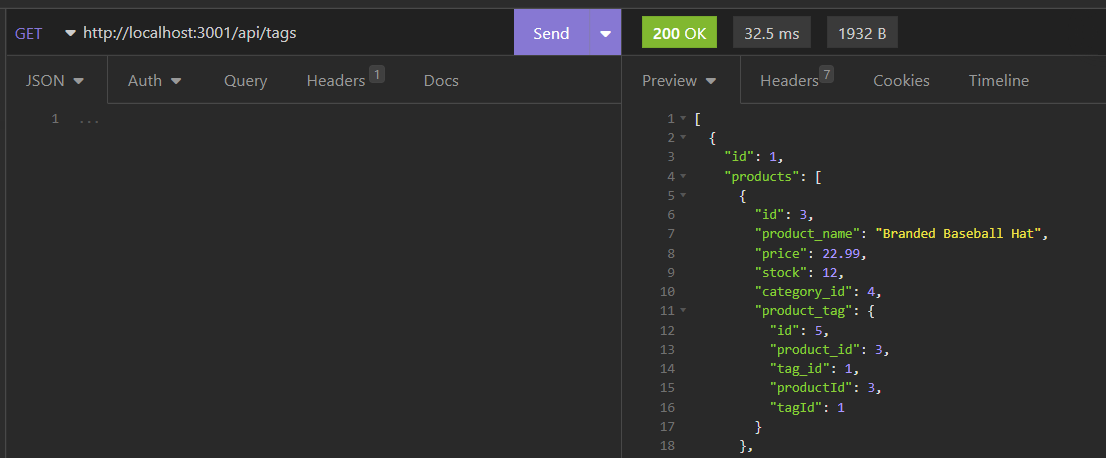 GET http://localhost:3001/api/tags Send 200 OK 32.5 ms 1932 B
JSON Auth Query Headers 1 Docs
Preview Headers 7 Cookies Timeline
1 ...
1 [
2 {
3 "id": 1,
4 "products": [
5 {
6 "id": 3,
7 "product_name": "Branded Baseball Hat",
8 "price": 22.99,
9 "stock": 12,
10 "category_id": 4,
11 "product_tag": {
12 "id": 5,
13 "product_id": 3,
14 "tag_id": 1,
15 "productId": 3,
16 "tagId": 1
17 }
18 },